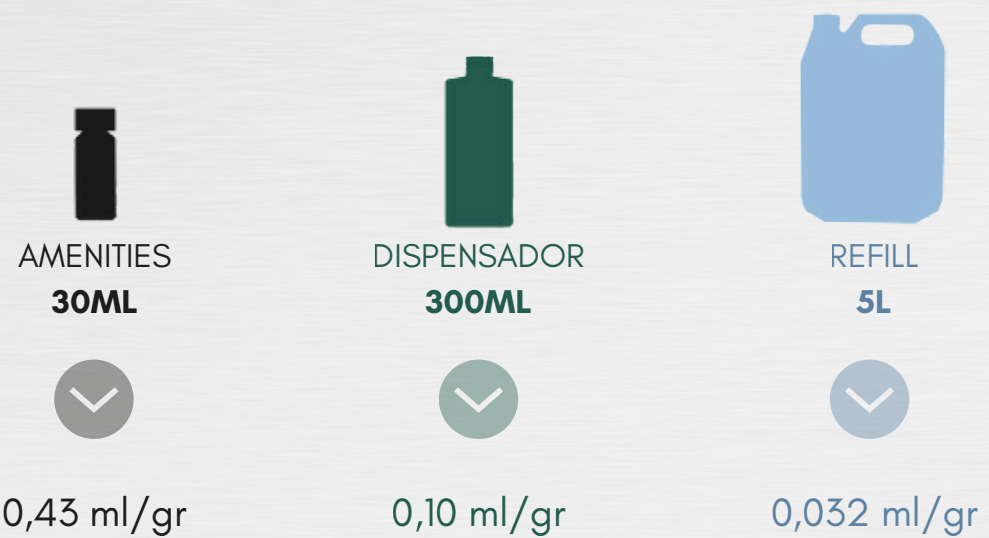 AMENITIES
30ML
0,43 ml/gr
DISPENSADOR
300ML
0,10 ml/gr
REFILL
5L
0,032 ml/gr